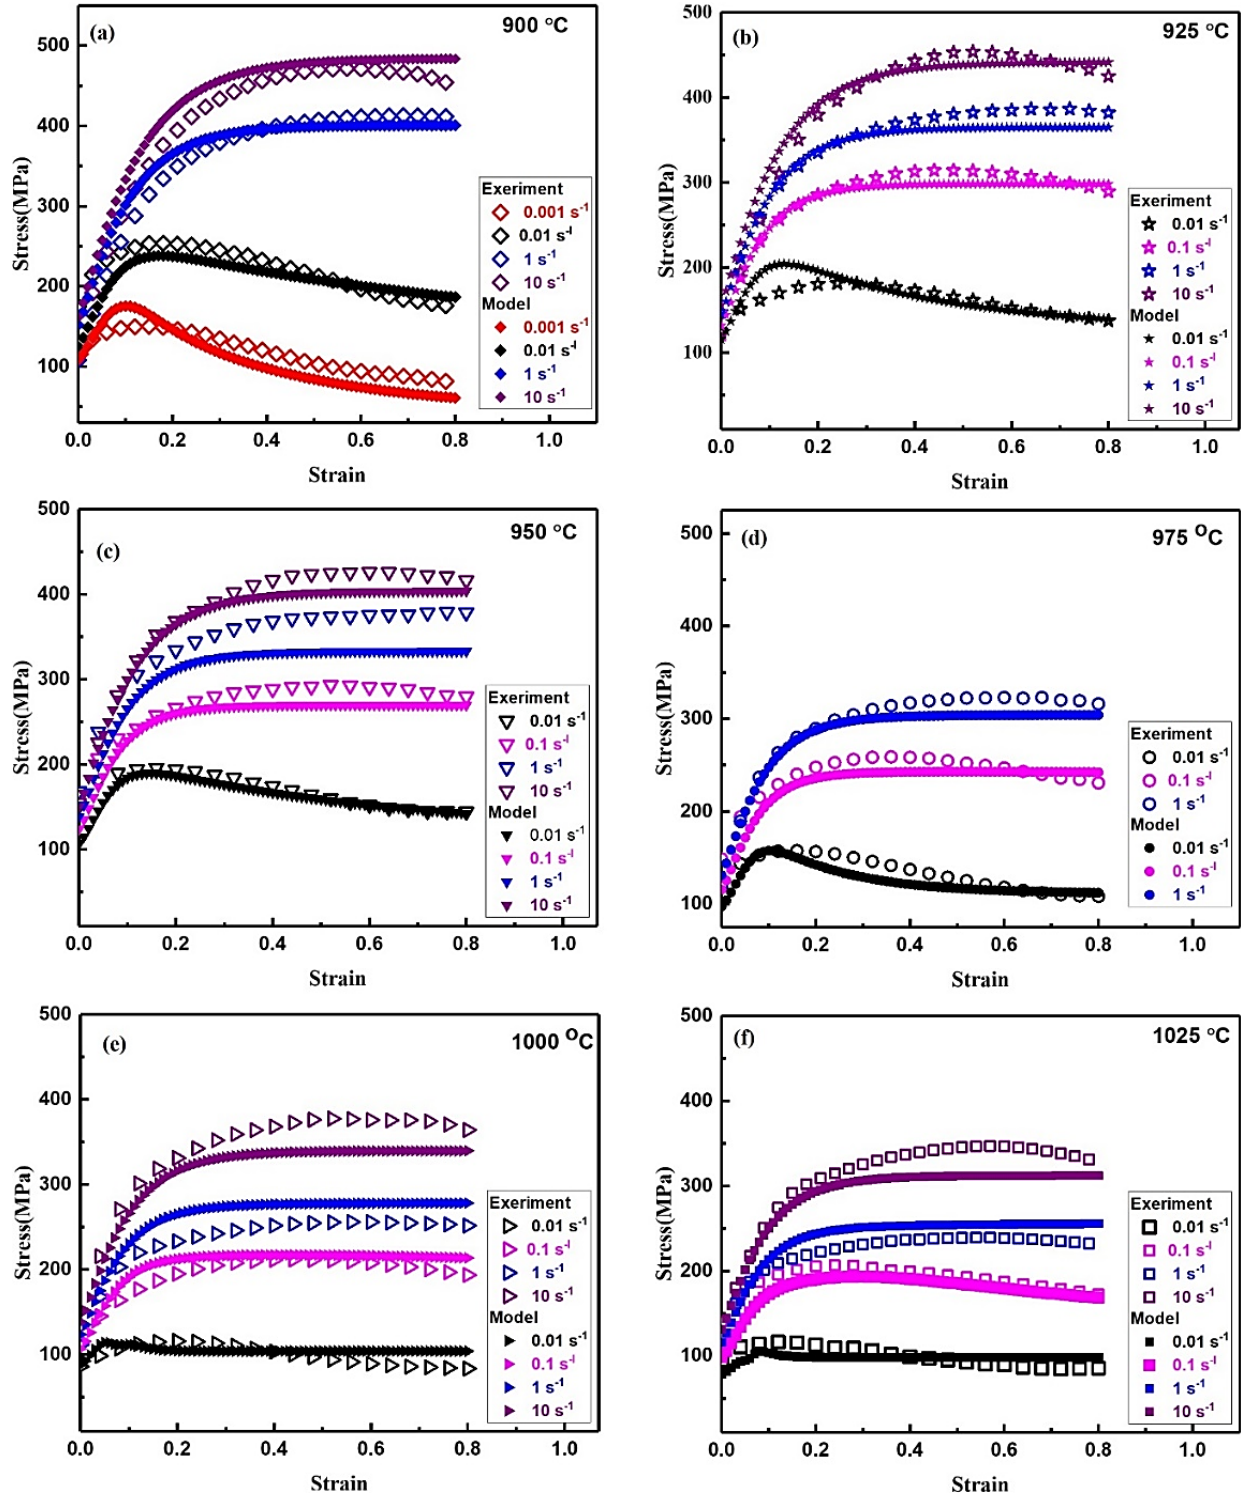 (a)
900 °C
Stress(MPa)
500
400
300
200
100
0.0 0.2 0.4 0.6 0.8 1.0
Strain
Exeriment
0.001 s⁻¹
0.01 s⁻¹
1 s⁻¹
10 s⁻¹
Model
0.001 s⁻¹
0.01 s⁻¹
1 s⁻¹
10 s⁻¹
(b)
925 °C
Stress(MPa)
500
400
300
200
100
0.0 0.2 0.4 0.6 0.8 1.0
Strain
Experiment
0.01 s⁻¹
0.1 s⁻¹
1 s⁻¹
10 s⁻¹
Model
0.01 s⁻¹
0.1 s⁻¹
1 s⁻¹
10 s⁻¹
(c)
950 °C
Stress(MPa)
500
400
300
200
100
0.0 0.2 0.4 0.6 0.8 1.0
Strain
Experiment
0.01 s⁻¹
0.1 s⁻¹
1 s⁻¹
10 s⁻¹
Model
0.01 s⁻¹
0.1 s⁻¹
1 s⁻¹
10 s⁻¹
(d)
975 °C
Stress(MPa)
500
400
300
200
100
0.0 0.2 0.4 0.6 0.8 1.0
Strain
Experiment
0.01 s⁻¹
0.1 s⁻¹
1 s⁻¹
Model
0.01 s⁻¹
0.1 s⁻¹
1 s⁻¹
(e)
1000 °C
Stress(MPa)
500
400
300
200
100
0.0 0.2 0.4 0.6 0.8 1.0
Strain
Experiment
0.01 s⁻¹
0.1 s⁻¹
1 s⁻¹
10 s⁻¹
Model
0.01 s⁻¹
0.1 s⁻¹
1 s⁻¹
10 s⁻¹
(f)
1025 °C
Stress(MPa)
500
400
300
200
100
0.0 0.2 0.4 0.6 0.8 1.0
Strain
Experiment
0.01 s⁻¹
0.1 s⁻¹
1 s⁻¹
10 s⁻¹
Model
0.01 s⁻¹
0.1 s⁻¹
1 s⁻¹
10 s⁻¹